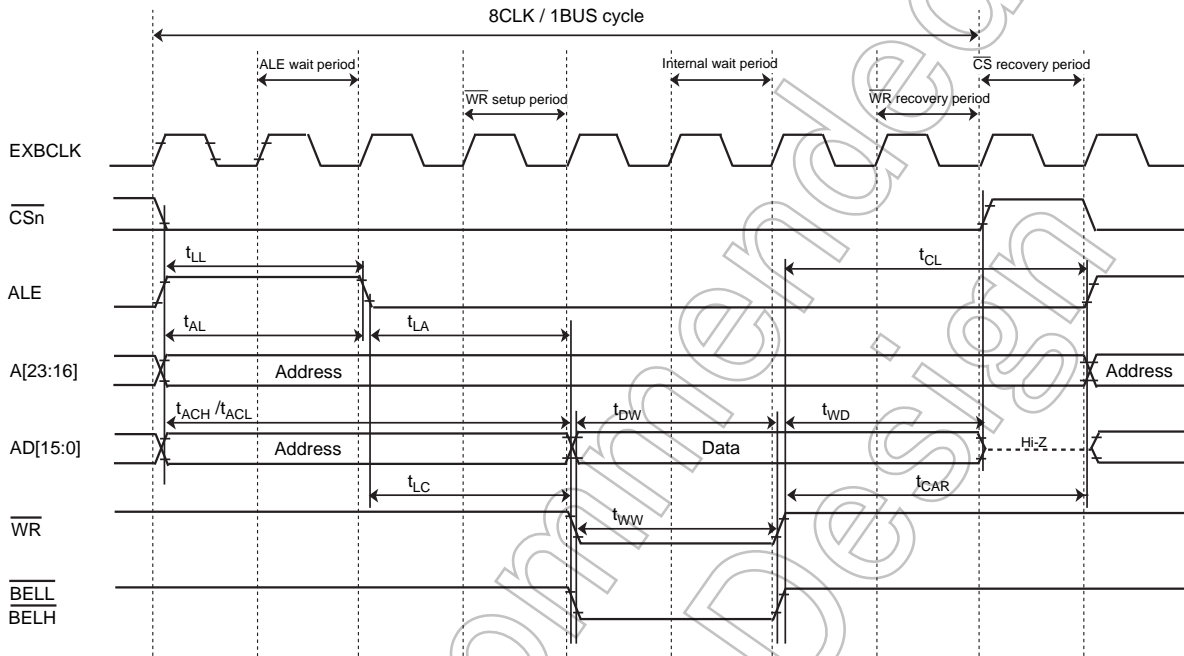 8CLK / 1BUS cycle
ALE wait period
Internal wait period
CS recovery period
WR setup period
WR recovery period
EXBCLK
CSn
tLL
tCL
ALE
tAL
tLA
A[23:16]
Address
Address
tACH /tACL
tDW
tWD
AD[15:0]
Address
Data
Hi-Z
tLC
tCAR
WR
tWW
BELL
BELH
ommended
Design